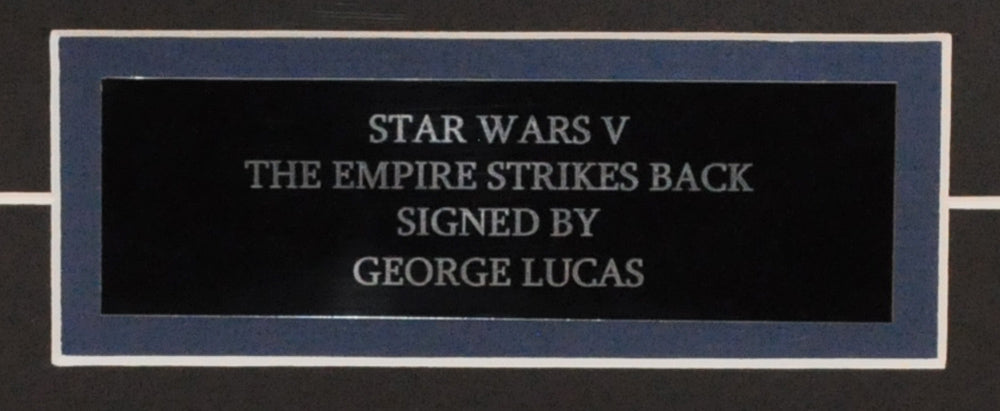 STAR WARS V
THE EMPIRE STRIKES BACK
SIGNED BY
GEORGE LUCAS